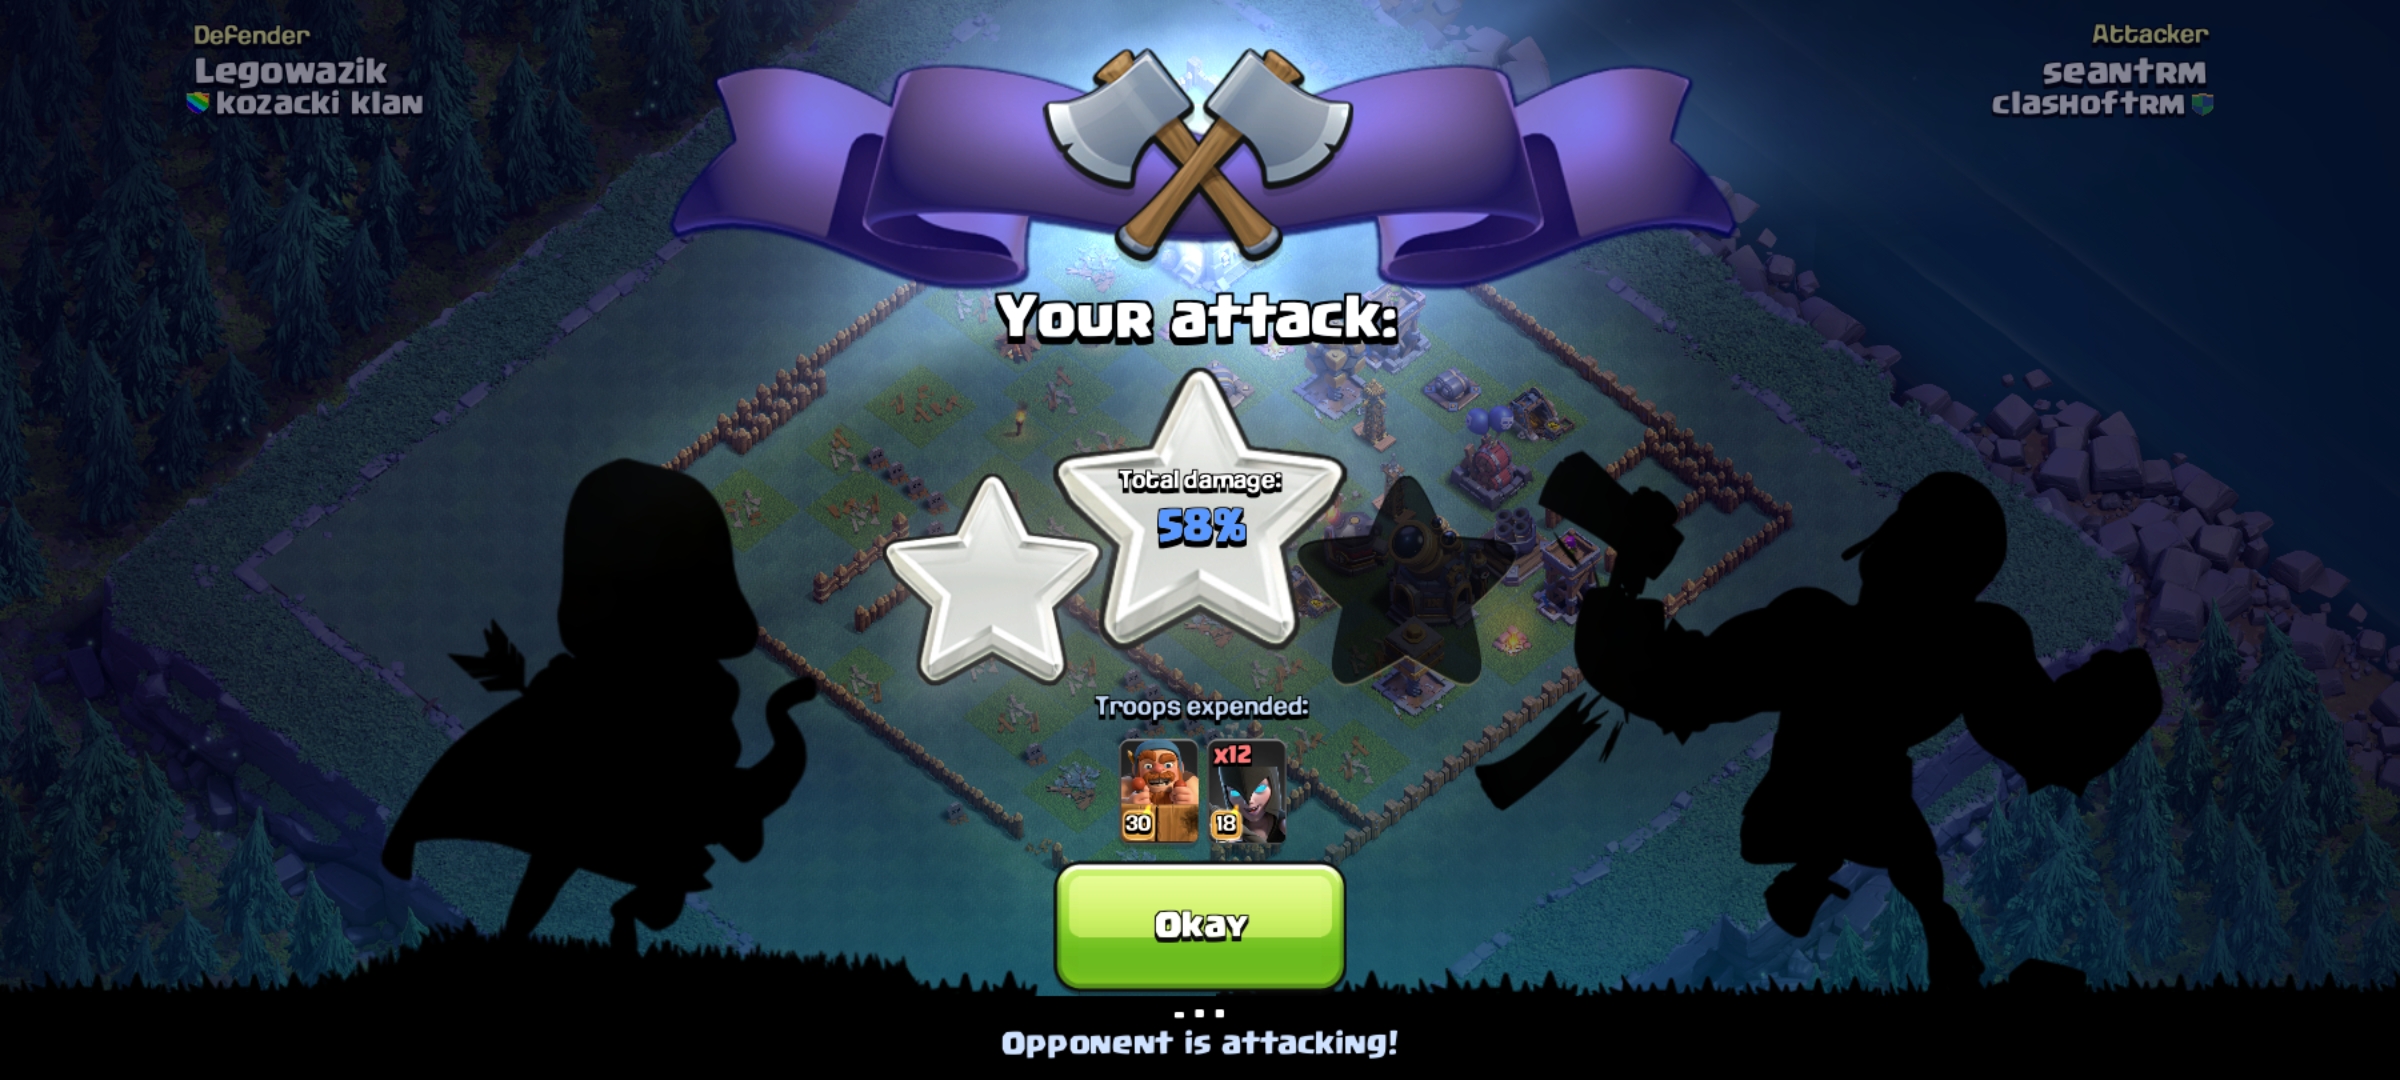 Defender
Legowazik
kozacki klan
Attacker
seantRM
clashoftRM
Your attack:
Total damage:
58%
Troops expended:
30
x12
18
Okay
...
Opponent is attacking!